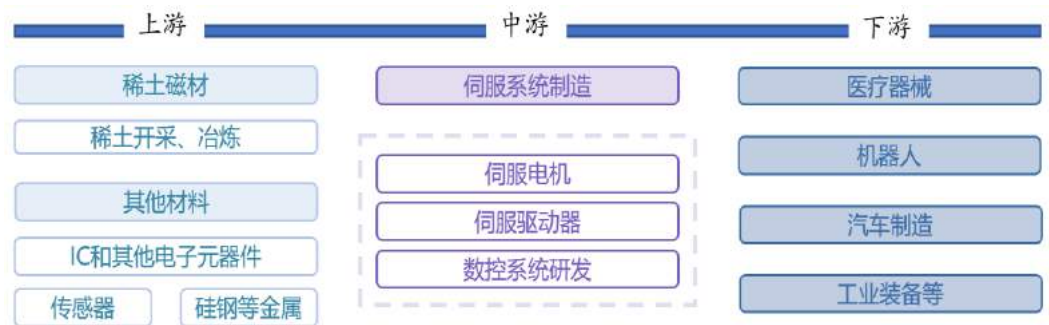 上游
中游
下游
稀土磁材
稀土开采、冶炼
其他材料
IC和其他电子元器件
传感器
硅钢等金属
伺服系统制造
伺服电机
伺服驱动器
数控系统研发
医疗器械
机器人
汽车制造
工业装备等